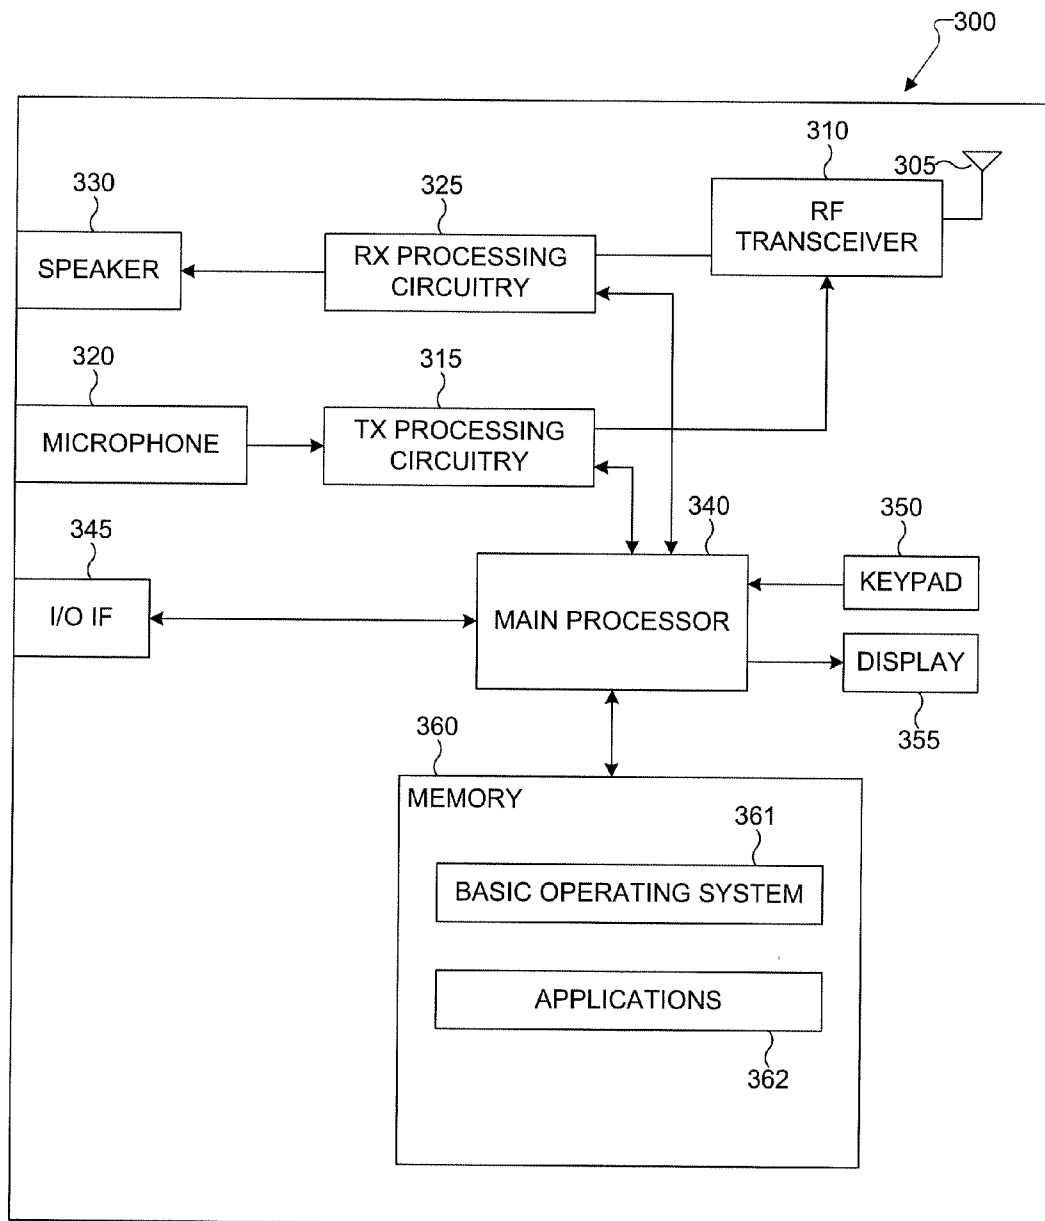 300
310
305
RF
TRANSCEIVER
330
325
SPEAKER
RX PROCESSING
CIRCUITRY
320
315
MICROPHONE
TX PROCESSING
CIRCUITRY
345
340
350
I/O IF
MAIN PROCESSOR
KEYPAD
DISPLAY
355
360
MEMORY
361
BASIC OPERATING SYSTEM
APPLICATIONS
362